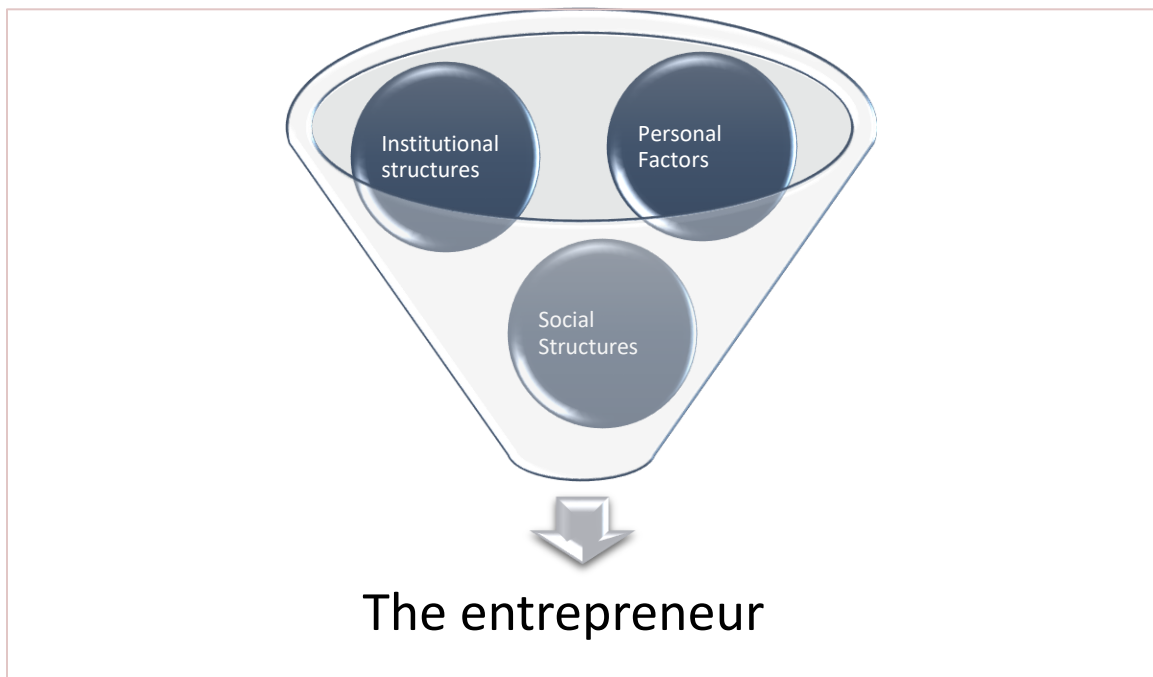 Institutional
structures
Personal
Factors
Social
Structures
The entrepreneur